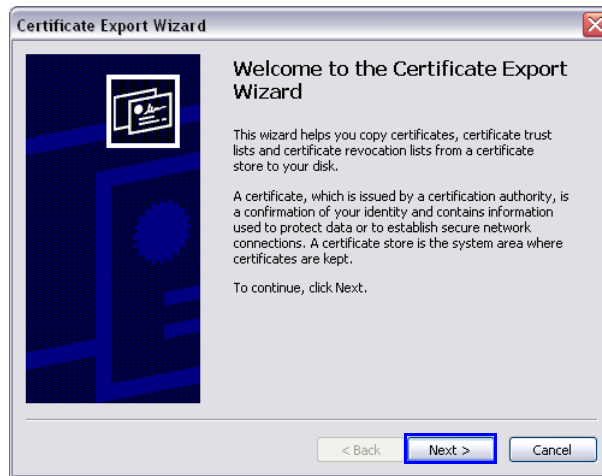 Certificate Export Wizard
Welcome to the Certificate Export
Wizard
This wizard helps you copy certificates, certificate trust
lists and certificate revocation lists from a certificate
store to your disk.
A certificate, which is issued by a certification authority, is
a confirmation of your identity and contains information
used to protect data or to establish secure network
connections. A certificate store is the system area where
certificates are kept.
To continue, click Next.
< Back
Next >
Cancel